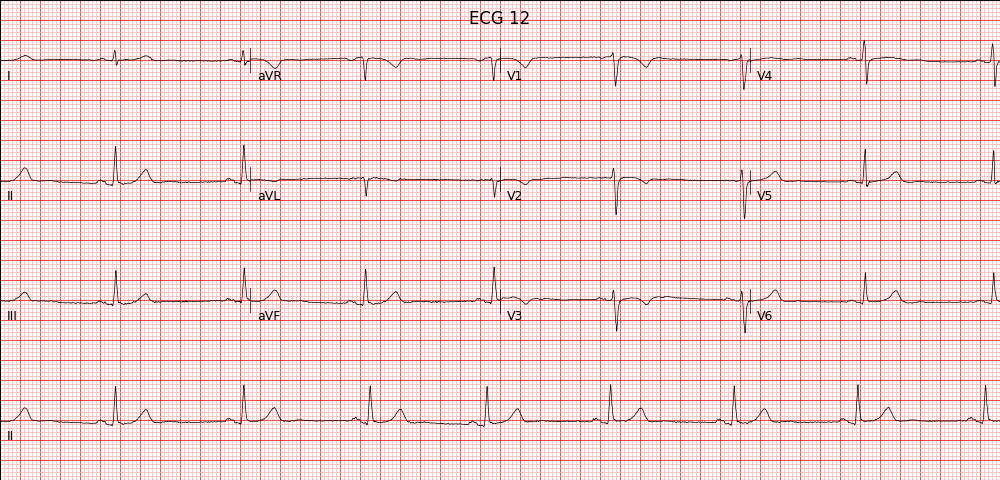 ECG 12
I aVR V1 V4
II aVL V2 V5
III aVF V3 V6
II